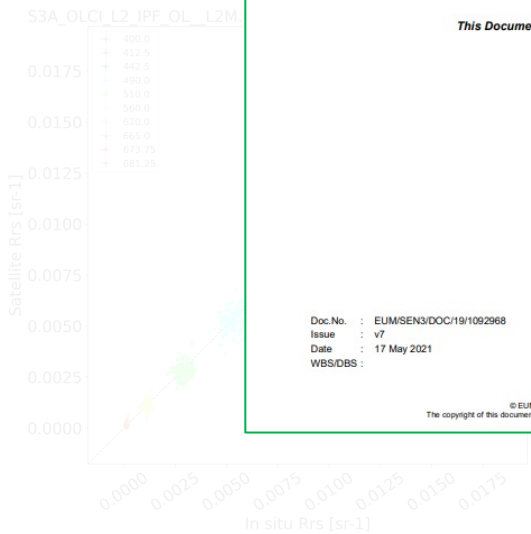 S3A_OLCI_L2_IPF_OL__L2M.
400.0
412.5
442.5
490.0
510.0
560.0
620.0
665.0
673.75
681.25
0.0175
0.0150
0.0125
0.0100
0.0075
0.0050
0.0025
0.0000
Satellite Rrs [sr-1]
0.0000 0.0025 0.0050 0.0075 0.0100 0.0125 0.0150 0.0175
In situ Rrs [sr-1]
This Docume
Doc.No. : EUM/SEN3/DOC/19/1092968
Issue : v7
Date : 17 May 2021
WBS/DBS :
© EUM
The copyright of this documen